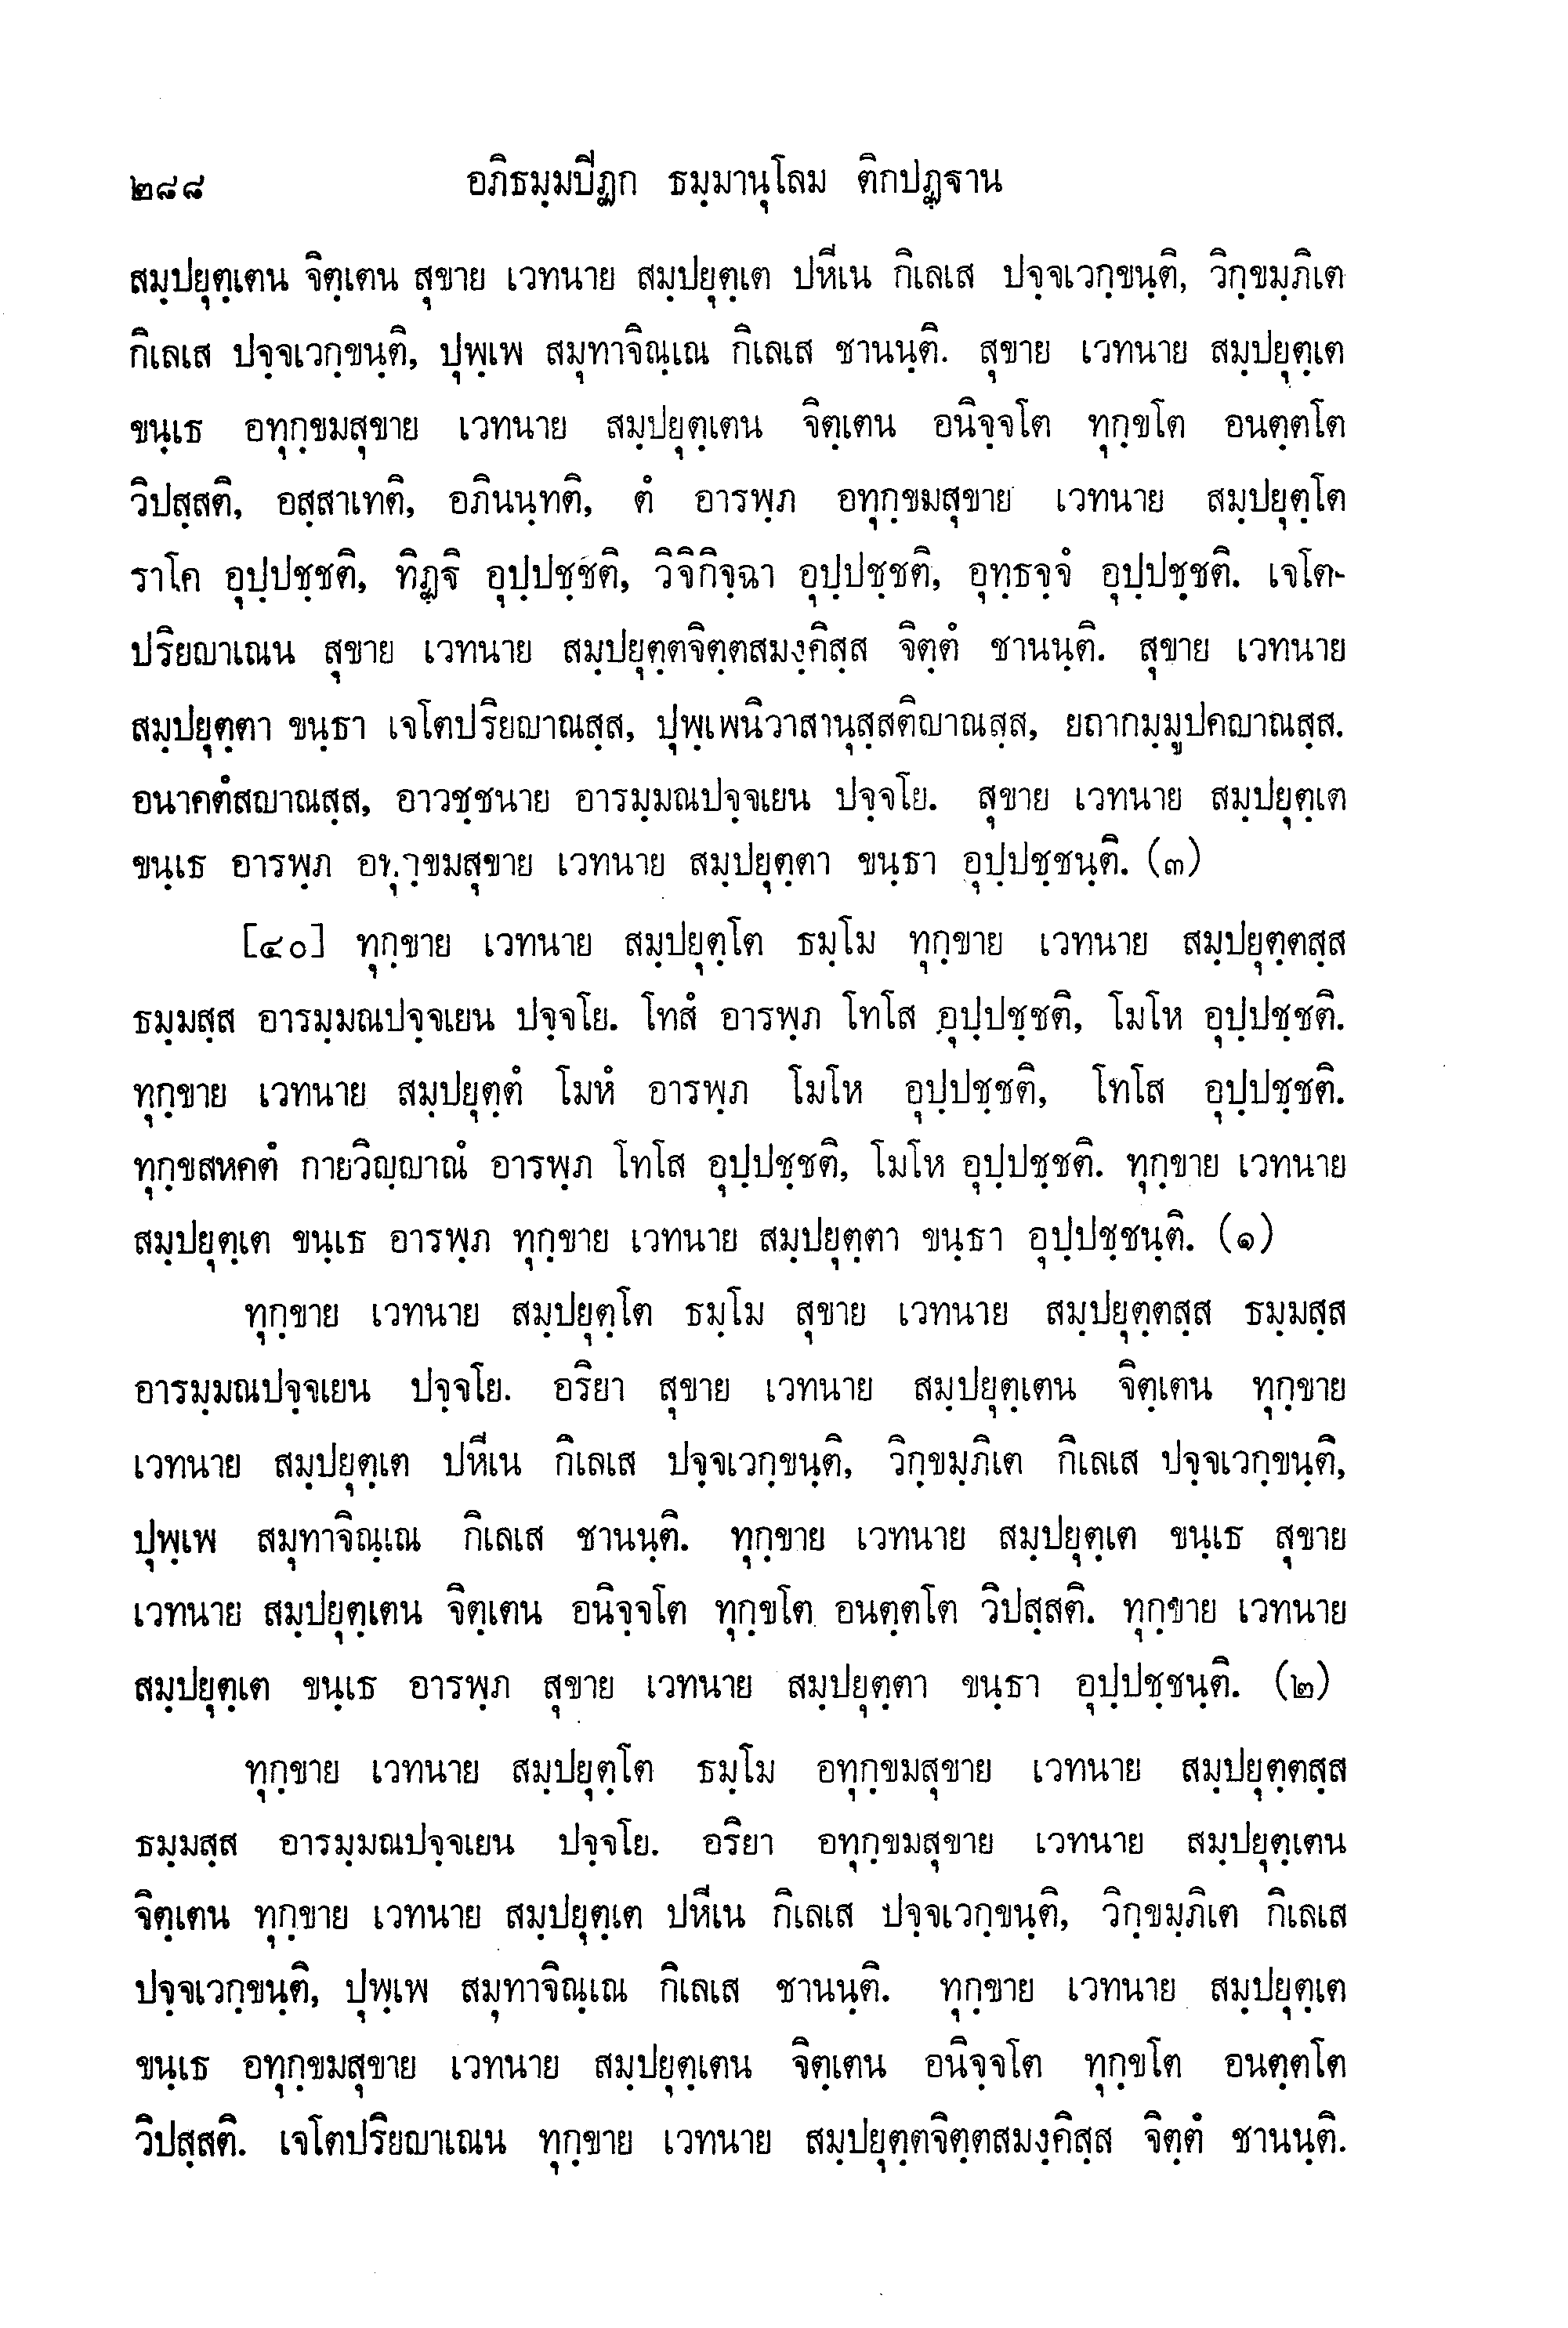 ๒๘๘ อภิธมฺมปีฏก ธมฺมานุโลม ติกปฏฺฐาน
สมฺปยุตฺเตน จิตฺเตน สุขาย เวทนาย สมฺปยุตฺเต ปหีเน กิเลเส ปจฺจเวกฺขนฺติ, วิกฺขมฺภิเต
กิเลเส ปจฺจเวกฺขนฺติ, ปุพฺเพ สมุทาจิณฺเณ กิเลเส ชานนฺติ. สุขาย เวทนาย สมฺปยุตฺเต
ขนฺเธ อทุกฺขมสุขาย เวทนาย สมฺปยุตฺเตน จิตฺเตน อนิจฺจโต ทุกฺขโต อนตฺตโต
วิปสฺสติ, อสฺสาเทติ, อภินนฺทติ, ตํ อารพฺภ อทุกฺขมสุขาย เวทนาย สมฺปยุตฺโต
ราโค อุปฺปชฺชติ, ทิฏฺฐิ อุปฺปชฺชติ, วิจิกิจฺฉา อุปฺปชฺชติ, อุทฺธจฺจํ อุปฺปชฺชติ. เจโต-
ปริยญาเณน สุขาย เวทนาย สมฺปยุตฺตจิตฺตสมงฺคิสฺส จิตฺตํ ชานนฺติ. สุขาย เวทนาย
สมฺปยุตฺตา ขนฺธา เจโตปริยญาณสฺส, ปุพฺเพนิวาสานุสฺสติญาณสฺส, ยถากมฺมูปคญาณสฺส.
อนาคตํสญาณสฺส, อาวชฺชนาย อารมฺมณปจฺจเยน ปจฺจโย. สุขาย เวทนาย สมฺปยุตฺเต
ขนฺเธ อารพฺภ อทุกฺขมสุขาย เวทนาย สมฺปยุตฺตา ขนฺธา อุปฺปชฺชนฺติ. (๓)
[๔๐] ทุกฺขาย เวทนาย สมฺปยุตฺโต ธมฺโม ทุกฺขาย เวทนาย สมฺปยุตฺตสฺส
ธมฺมสฺส อารมฺมณปจฺจเยน ปจฺจโย. โทสํ อารพฺภ โทโส อุปฺปชฺชติ, โมโห อุปฺปชฺชติ.
ทุกฺขาย เวทนาย สมฺปยุตฺตํ โมหํ อารพฺภ โมโห อุปฺปชฺชติ, โทโส อุปฺปชฺชติ.
ทุกฺขสหคตํ กายวิญฺญาณํ อารพฺภ โทโส อุปฺปชฺชติ, โมโห อุปฺปชฺชติ. ทุกฺขาย เวทนาย
สมฺปยุตฺเต ขนฺเธ อารพฺภ ทุกฺขาย เวทนาย สมฺปยุตฺตา ขนฺธา อุปฺปชฺชนฺติ. (๑)
ทุกฺขาย เวทนาย สมฺปยุตฺโต ธมฺโม สุขาย เวทนาย สมฺปยุตฺตสฺส ธมฺมสฺส
อารมฺมณปจฺจเยน ปจฺจโย. อริยา สุขาย เวทนาย สมฺปยุตฺเตน จิตฺเตน ทุกฺขาย
เวทนาย สมฺปยุตฺเต ปหีเน กิเลเส ปจฺจเวกฺขนฺติ, วิกฺขมฺภิเต กิเลเส ปจฺจเวกฺขนฺติ,
ปุพฺเพ สมุทาจิณฺเณ กิเลเส ชานนฺติ. ทุกฺขาย เวทนาย สมฺปยุตฺเต ขนฺเธ สุขาย
เวทนาย สมฺปยุตฺเตน จิตฺเตน อนิจฺจโต ทุกฺขโต อนตฺตโต วิปสฺสติ. ทุกฺขาย เวทนาย
สมฺปยุตฺเต ขนฺเธ อารพฺภ สุขาย เวทนาย สมฺปยุตฺตา ขนฺธา อุปฺปชฺชนฺติ. (๒)
ทุกฺขาย เวทนาย สมฺปยุตฺโต ธมฺโม อทุกฺขมสุขาย เวทนาย สมฺปยุตฺตสฺส
ธมฺมสฺส อารมฺมณปจฺจเยน ปจฺจโย. อริยา อทุกฺขมสุขาย เวทนาย สมฺปยุตฺเตน
จิตฺเตน ทุกฺขาย เวทนาย สมฺปยุตฺเต ปหีเน กิเลเส ปจฺจเวกฺขนฺติ, วิกฺขมฺภิเต กิเลเส
ปจฺจเวกฺขนฺติ, ปุพฺเพ สมุทาจิณฺเณ กิเลเส ชานนฺติ. ทุกฺขาย เวทนาย สมฺปยุตฺเต
ขนฺเธ อทุกฺขมสุขาย เวทนาย สมฺปยุตฺเตน จิตฺเตน อนิจฺจโต ทุกฺขโต อนตฺตโต
วิปสฺสติ. เจโตปริยญาเณน ทุกฺขาย เวทนาย สมฺปยุตฺตจิตฺตสมงฺคิสฺส จิตฺตํ ชานนฺติ.